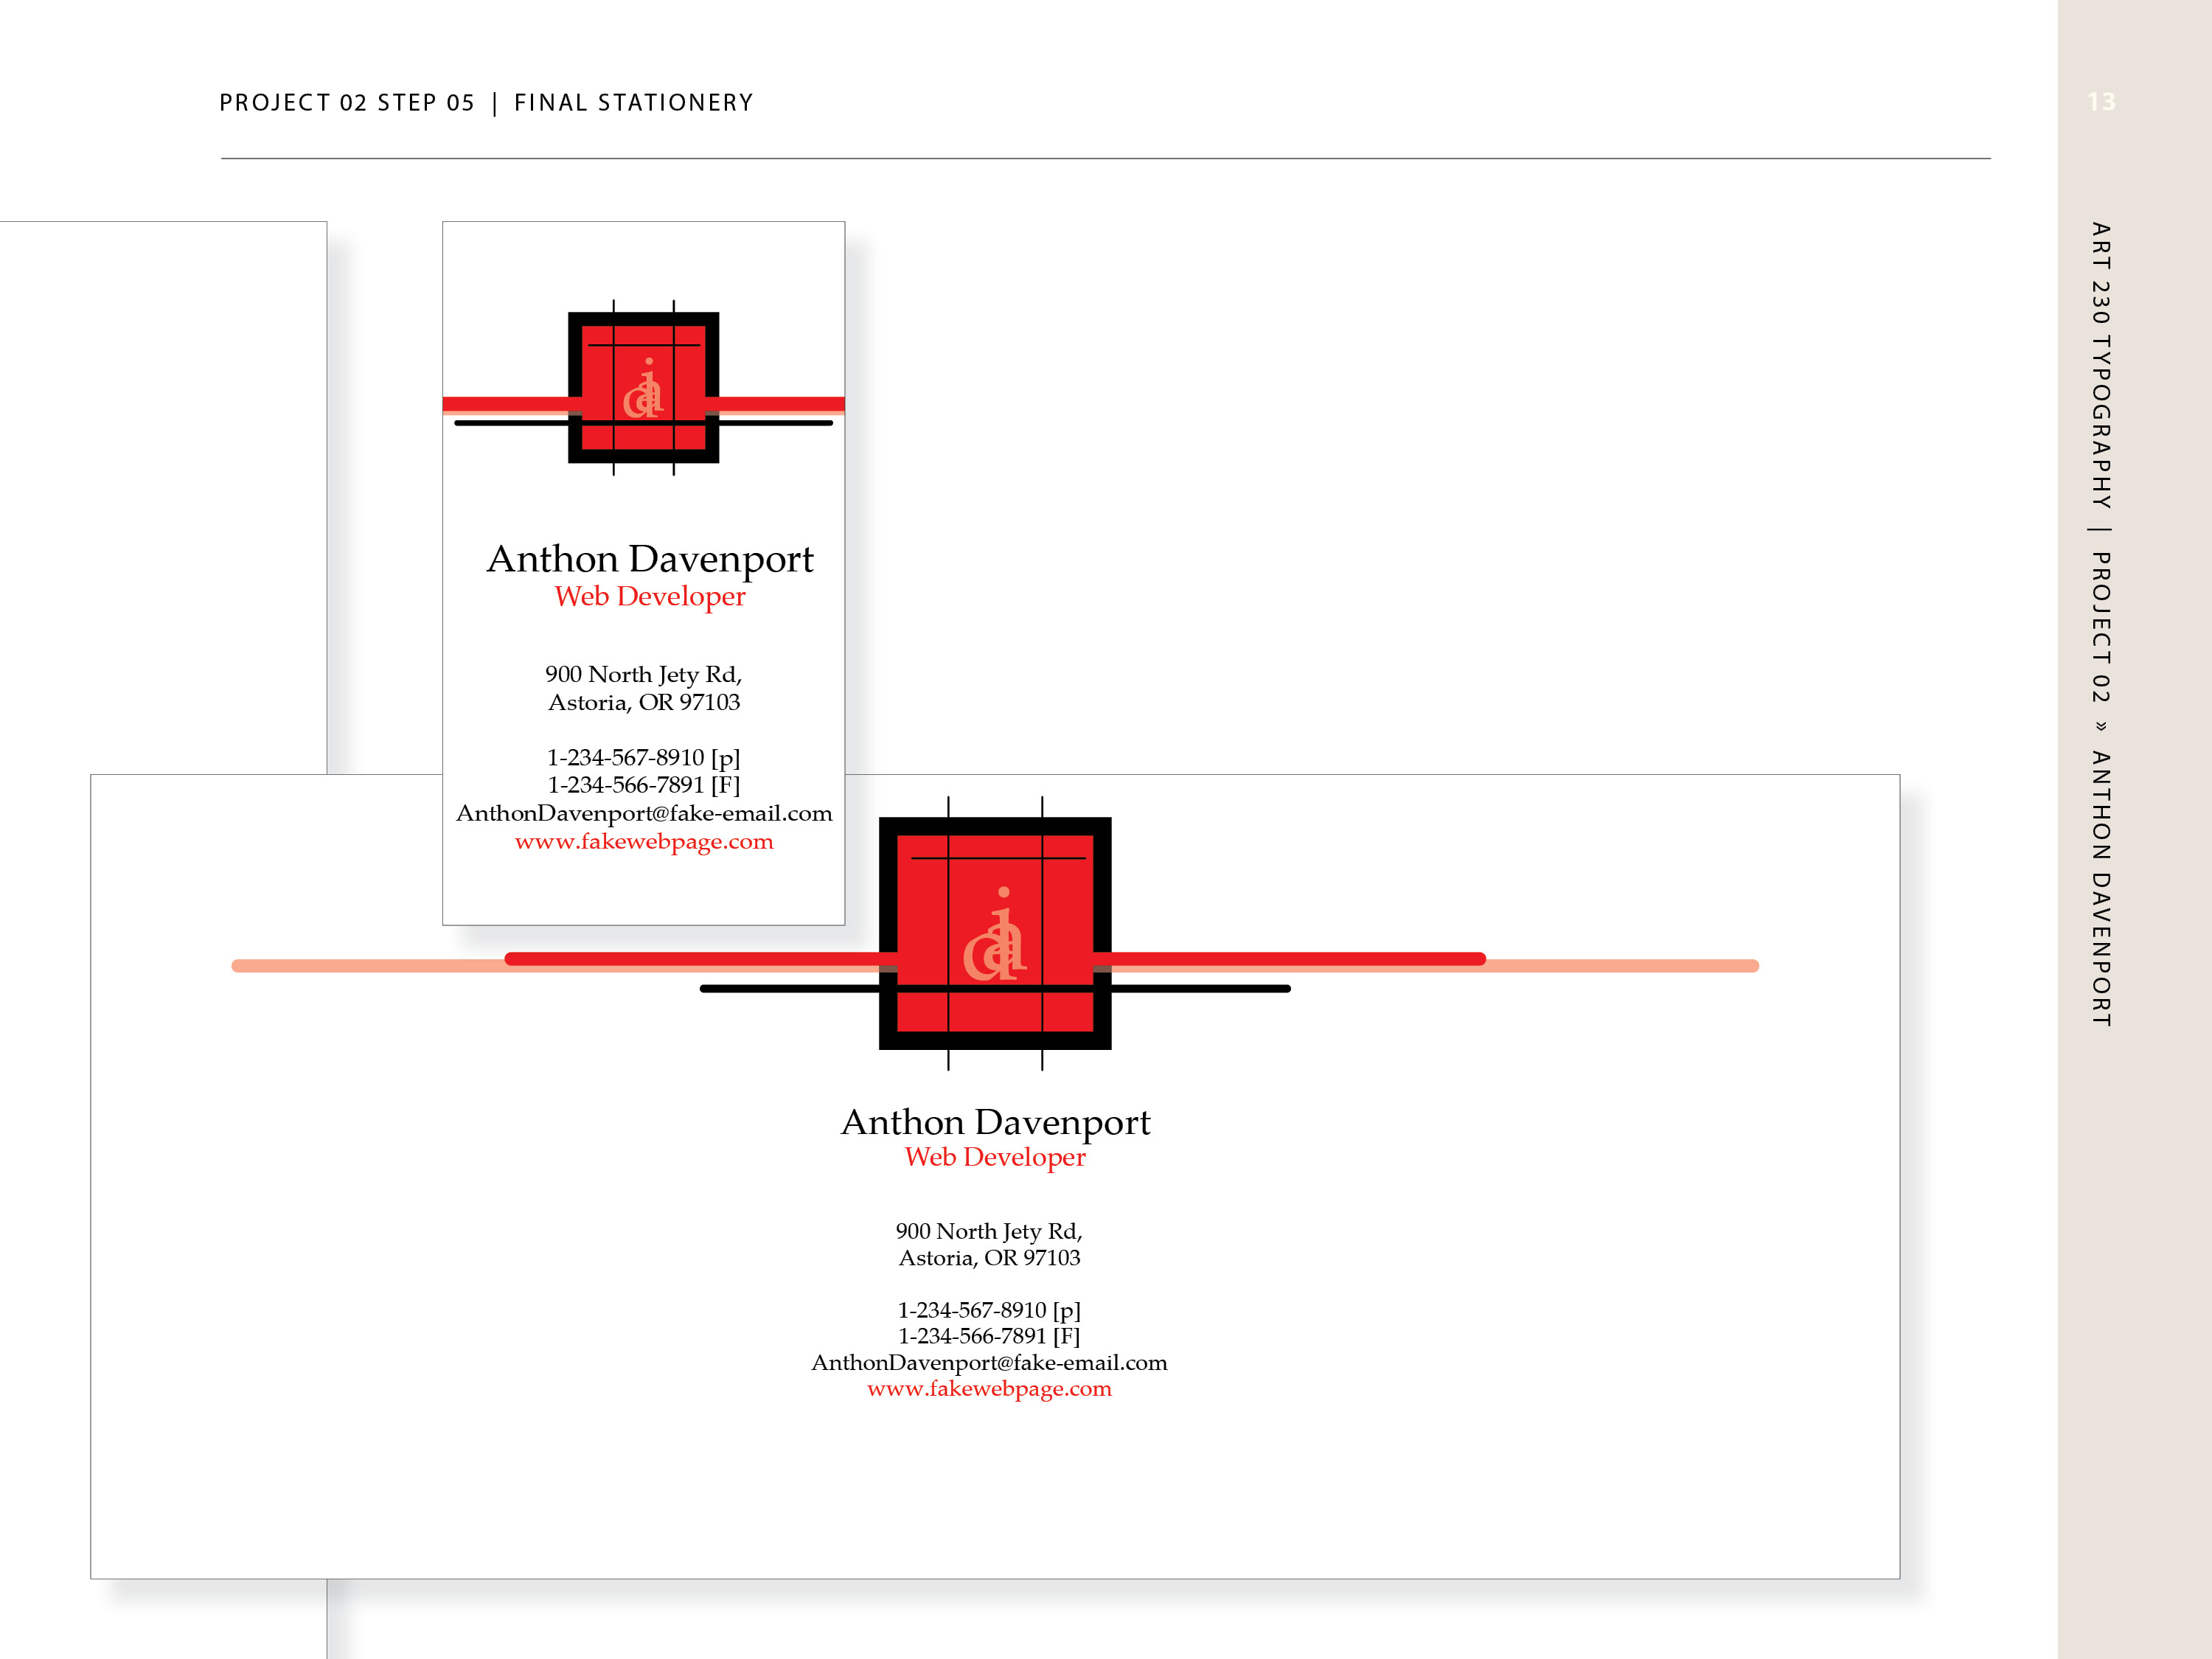 PROJECT 02 STEP 05 | FINAL STATIONERY
13
ART 230 TYPOGRAPHY | PROJECT 02 » ANTHON DAVENPORT
Anthon Davenport
Web Developer
900 North Jety Rd,
Astoria, OR 97103
1-234-567-8910 [p]
1-234-566-7891 [F]
AnthonDavenport@fake-email.com
www.fakewebpage.com
Anthon Davenport
Web Developer
900 North Jety Rd,
Astoria, OR 97103
1-234-567-8910 [p]
1-234-566-7891 [F]
AnthonDavenport@fake-email.com
www.fakewebpage.com